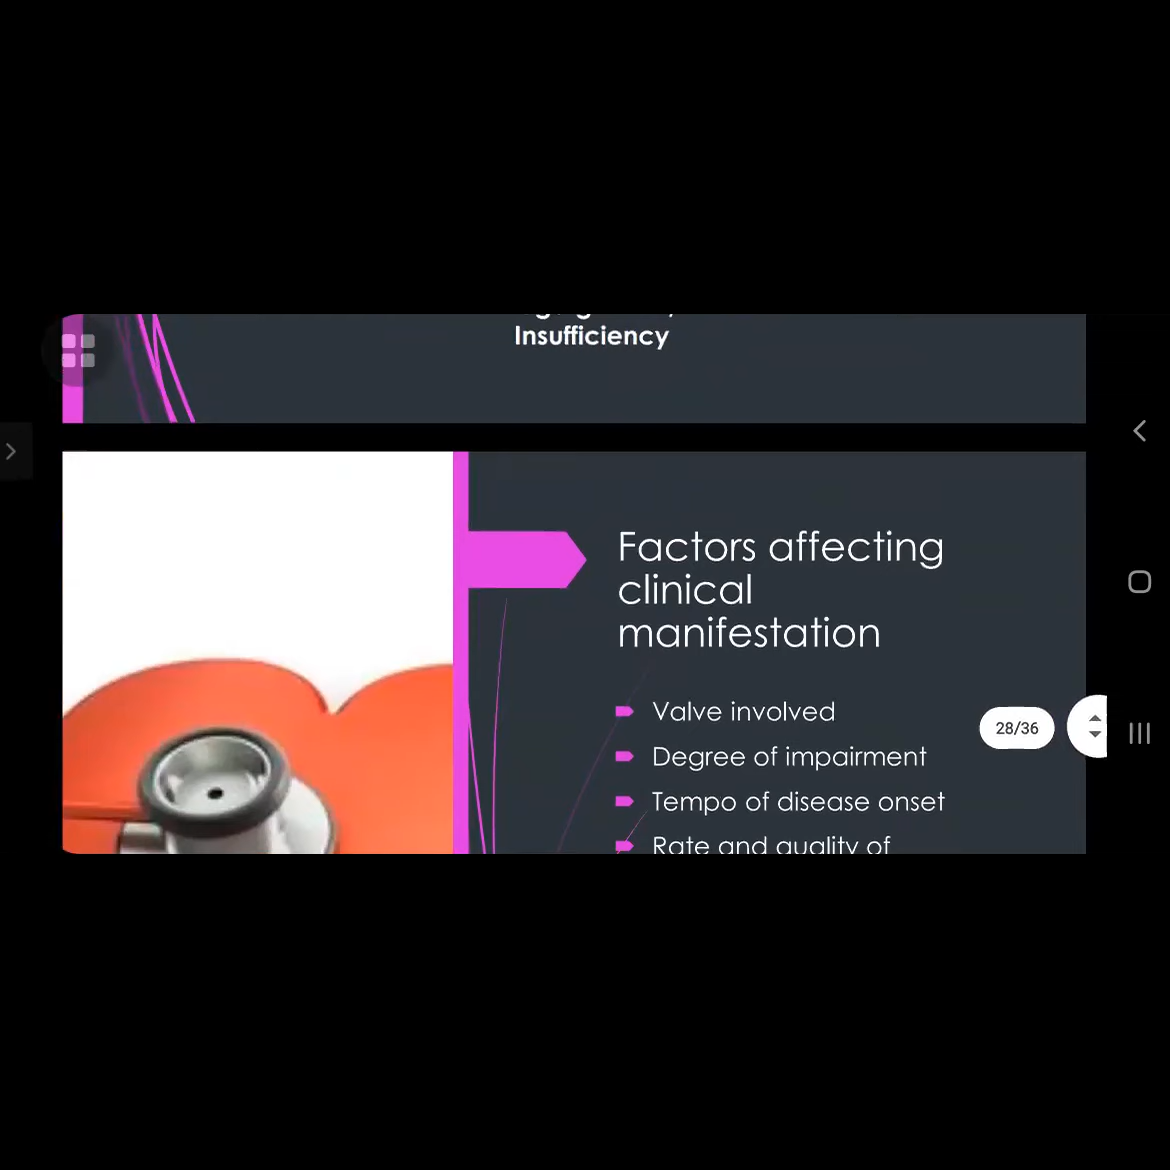 Insufficiency
Factors affecting
clinical
manifestation
Valve involved
28/36
Degree of impairment
Tempo of disease onset
Rate and quality of